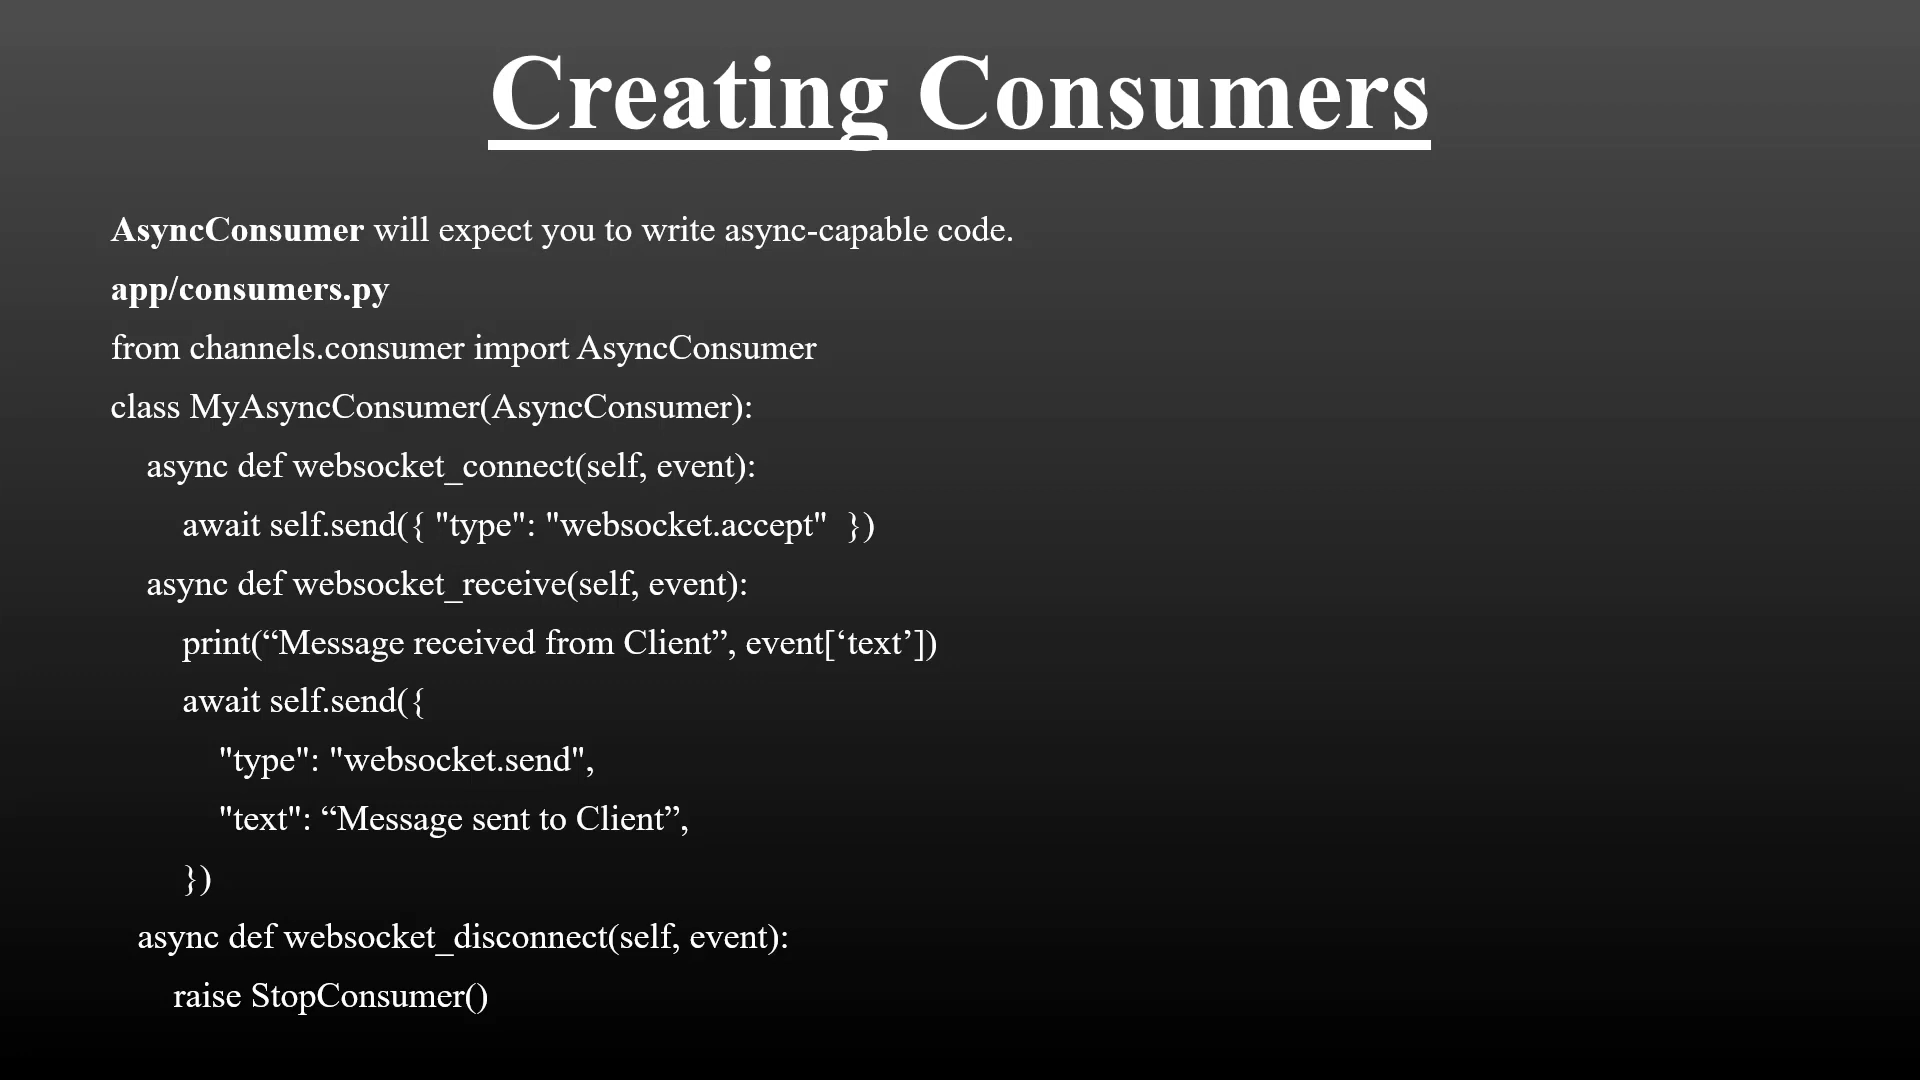 Creating Consumers
AsyncConsumer will expect you to write async-capable code.
app/consumers.py
from channels.consumer import AsyncConsumer
class MyAsyncConsumer(AsyncConsumer):
    async def websocket_connect(self, event):
        await self.send({ "type": "websocket.accept"  })
    async def websocket_receive(self, event):
        print(“Message received from Client”, event[‘text’])
        await self.send({
            "type": "websocket.send",
            "text": “Message sent to Client”,
        })
   async def websocket_disconnect(self, event):
       raise StopConsumer()